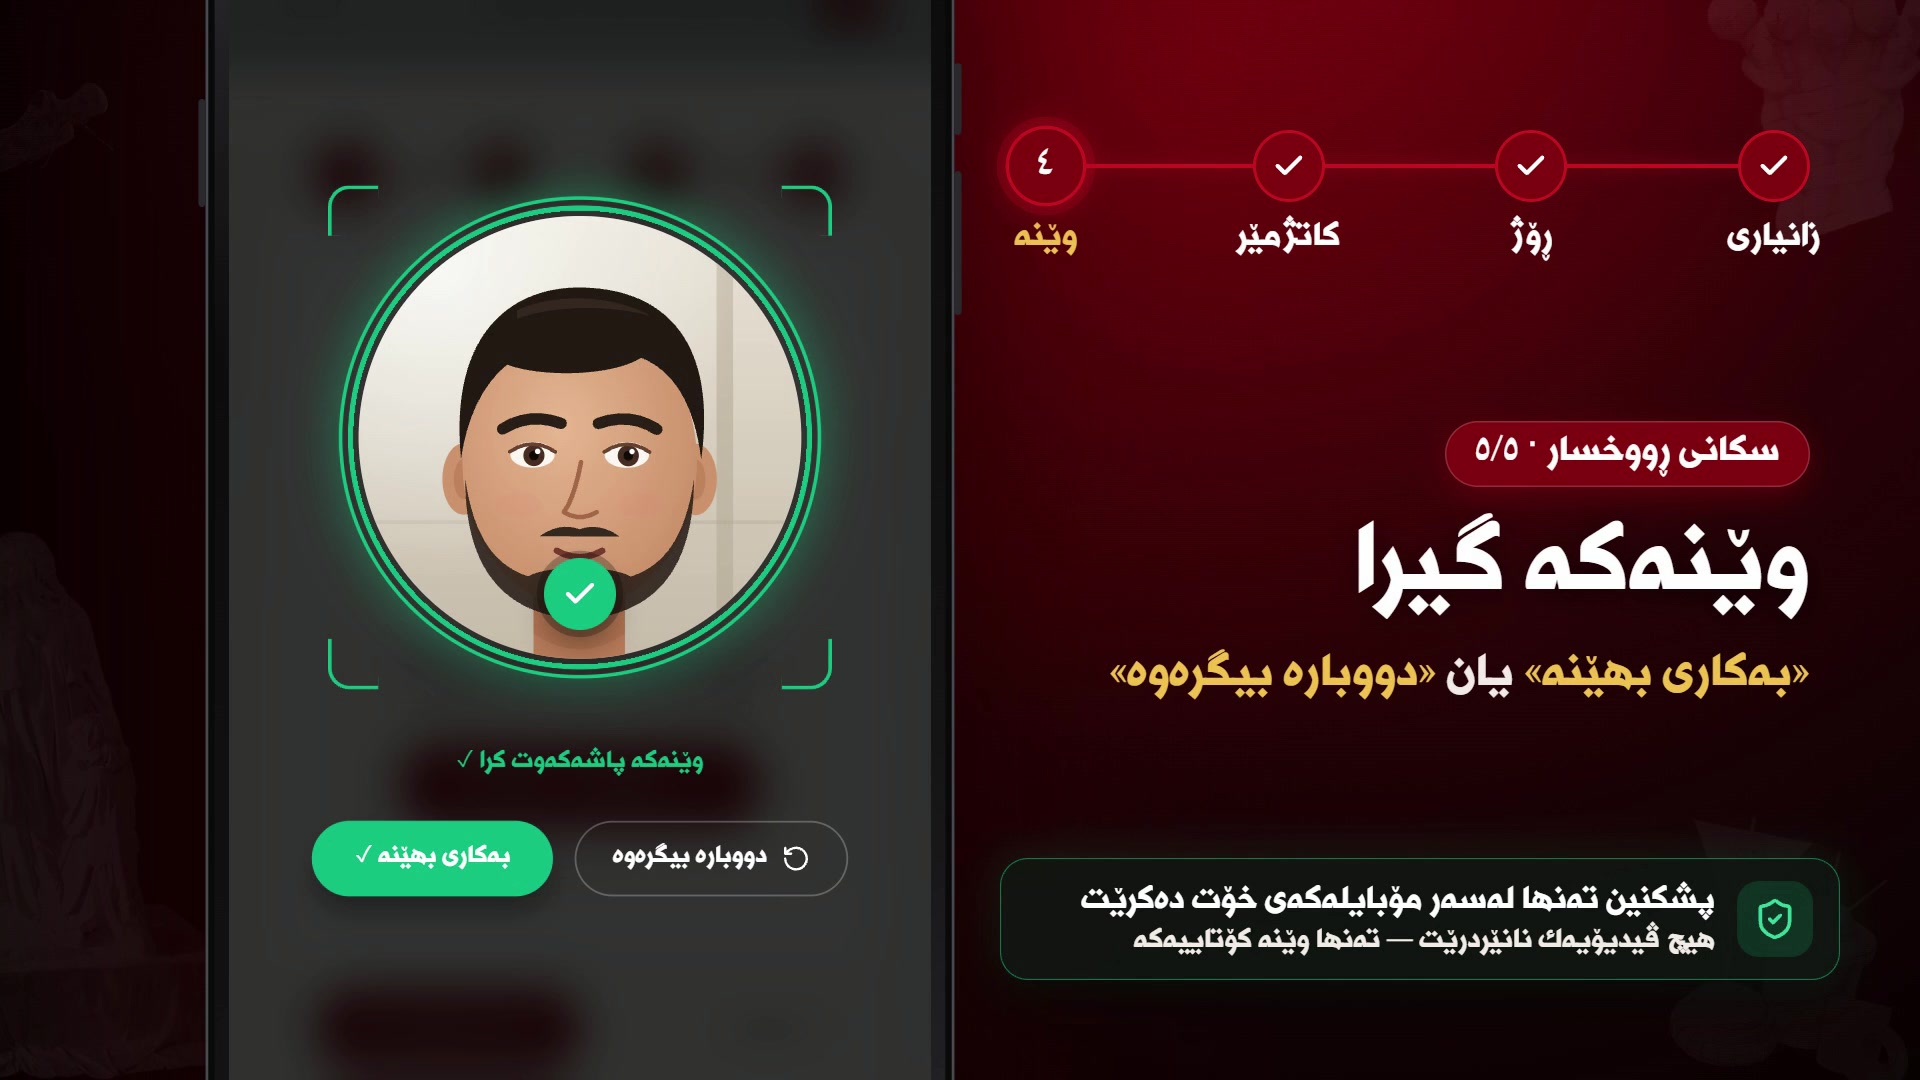 زانیاری
ڕۆژ
کاتژمێر
٤
وێنە
سکانی ڕووخسار · ٥/٥
وێنەکە گیرا
«بەکاری بهێنە» یان «دووبارە بیگرەوە»
وێنەکە پاشەکەوت کرا ✓
دووبارە بیگرەوە
بەکاری بهێنە ✓
پشکنین تەنها لەسەر مۆبایلەکەی خۆت دەکرێت
هیچ ڤیدیۆیەك نانێردرێت — تەنها وێنە کۆتاییەکە